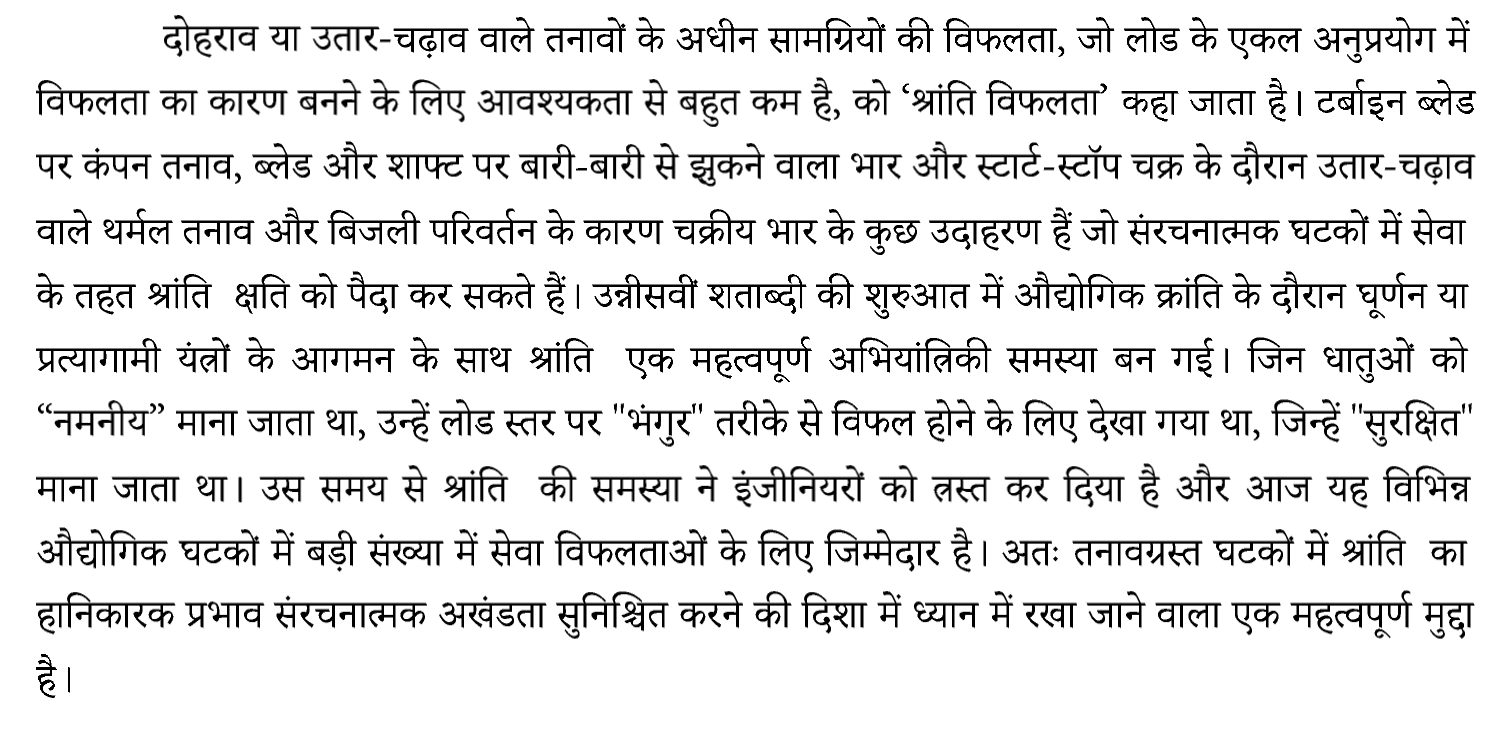 दोहराव या उतार-चढ़ाव वाले तनावों के अधीन सामग्रियों की विफलता, जो लोड के एकल अनुप्रयोग में
विफलता का कारण बनने के लिए आवश्यकता से बहुत कम है, को ‘श्रांति विफलता’ कहा जाता है। टर्बाइन ब्लेड
पर कंपन तनाव, ब्लेड और शाफ्ट पर बारी-बारी से झुकने वाला भार और स्टार्ट-स्टॉप चक्र के दौरान उतार-चढ़ाव
वाले थर्मल तनाव और बिजली परिवर्तन के कारण चक्रीय भार के कुछ उदाहरण हैं जो संरचनात्मक घटकों में सेवा
के तहत श्रांति क्षति को पैदा कर सकते हैं। उन्नीसवीं शताब्दी की शुरुआत में औद्योगिक क्रांति के दौरान घूर्णन या
प्रत्यागामी यंत्रों के आगमन के साथ श्रांति एक महत्वपूर्ण अभियांत्रिकी समस्या बन गई। जिन धातुओं को
“नमनीय” माना जाता था, उन्हें लोड स्तर पर "भंगुर" तरीके से विफल होने के लिए देखा गया था, जिन्हें "सुरक्षित"
माना जाता था। उस समय से श्रांति की समस्या ने इंजीनियरों को त्रस्त कर दिया है और आज यह विभिन्न
औद्योगिक घटकों में बड़ी संख्या में सेवा विफलताओं के लिए जिम्मेदार है। अतः तनावग्रस्त घटकों में श्रांति का
हानिकारक प्रभाव संरचनात्मक अखंडता सुनिश्चित करने की दिशा में ध्यान में रखा जाने वाला एक महत्वपूर्ण मुद्दा
है।